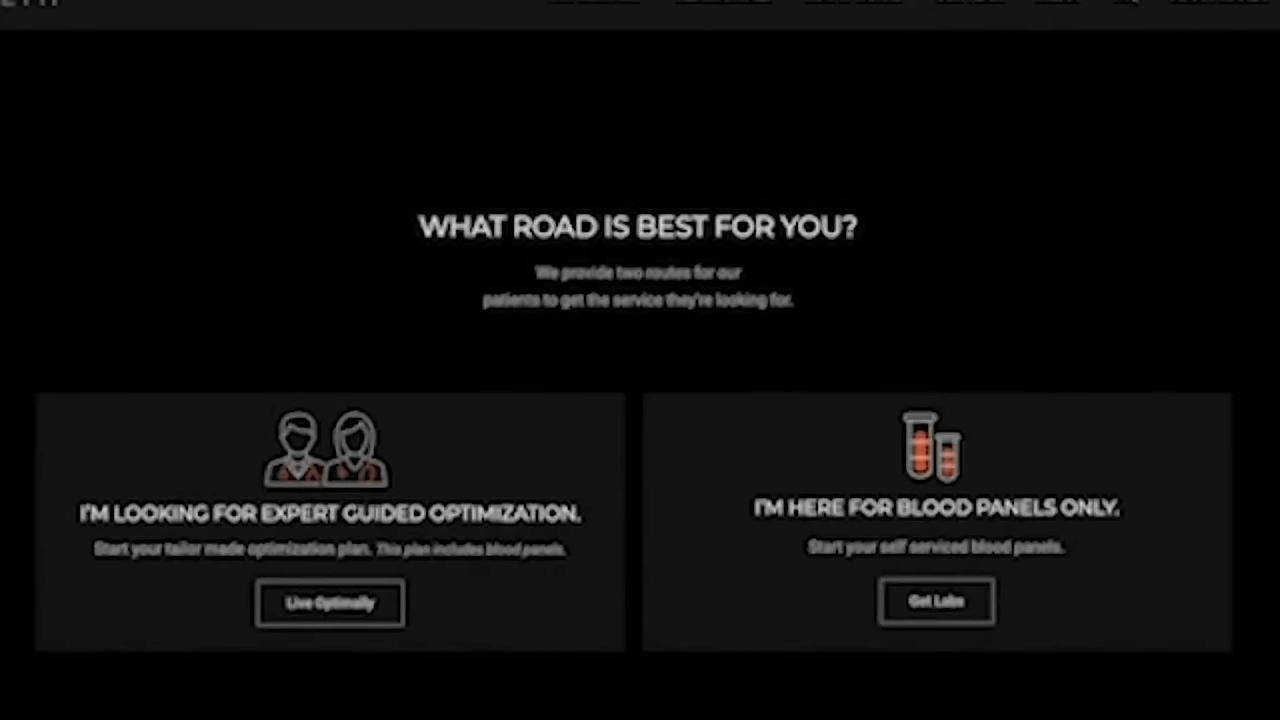 WHAT ROAD IS BEST FOR YOU?
We provide two routes for our
patients to get the service they're looking for.
I'M LOOKING FOR EXPERT GUIDED OPTIMIZATION.
Start your tailor made optimization plan. This plan includes blood panels.
Live Optimally
I'M HERE FOR BLOOD PANELS ONLY.
Start your self serviced blood panels.
Get Labs